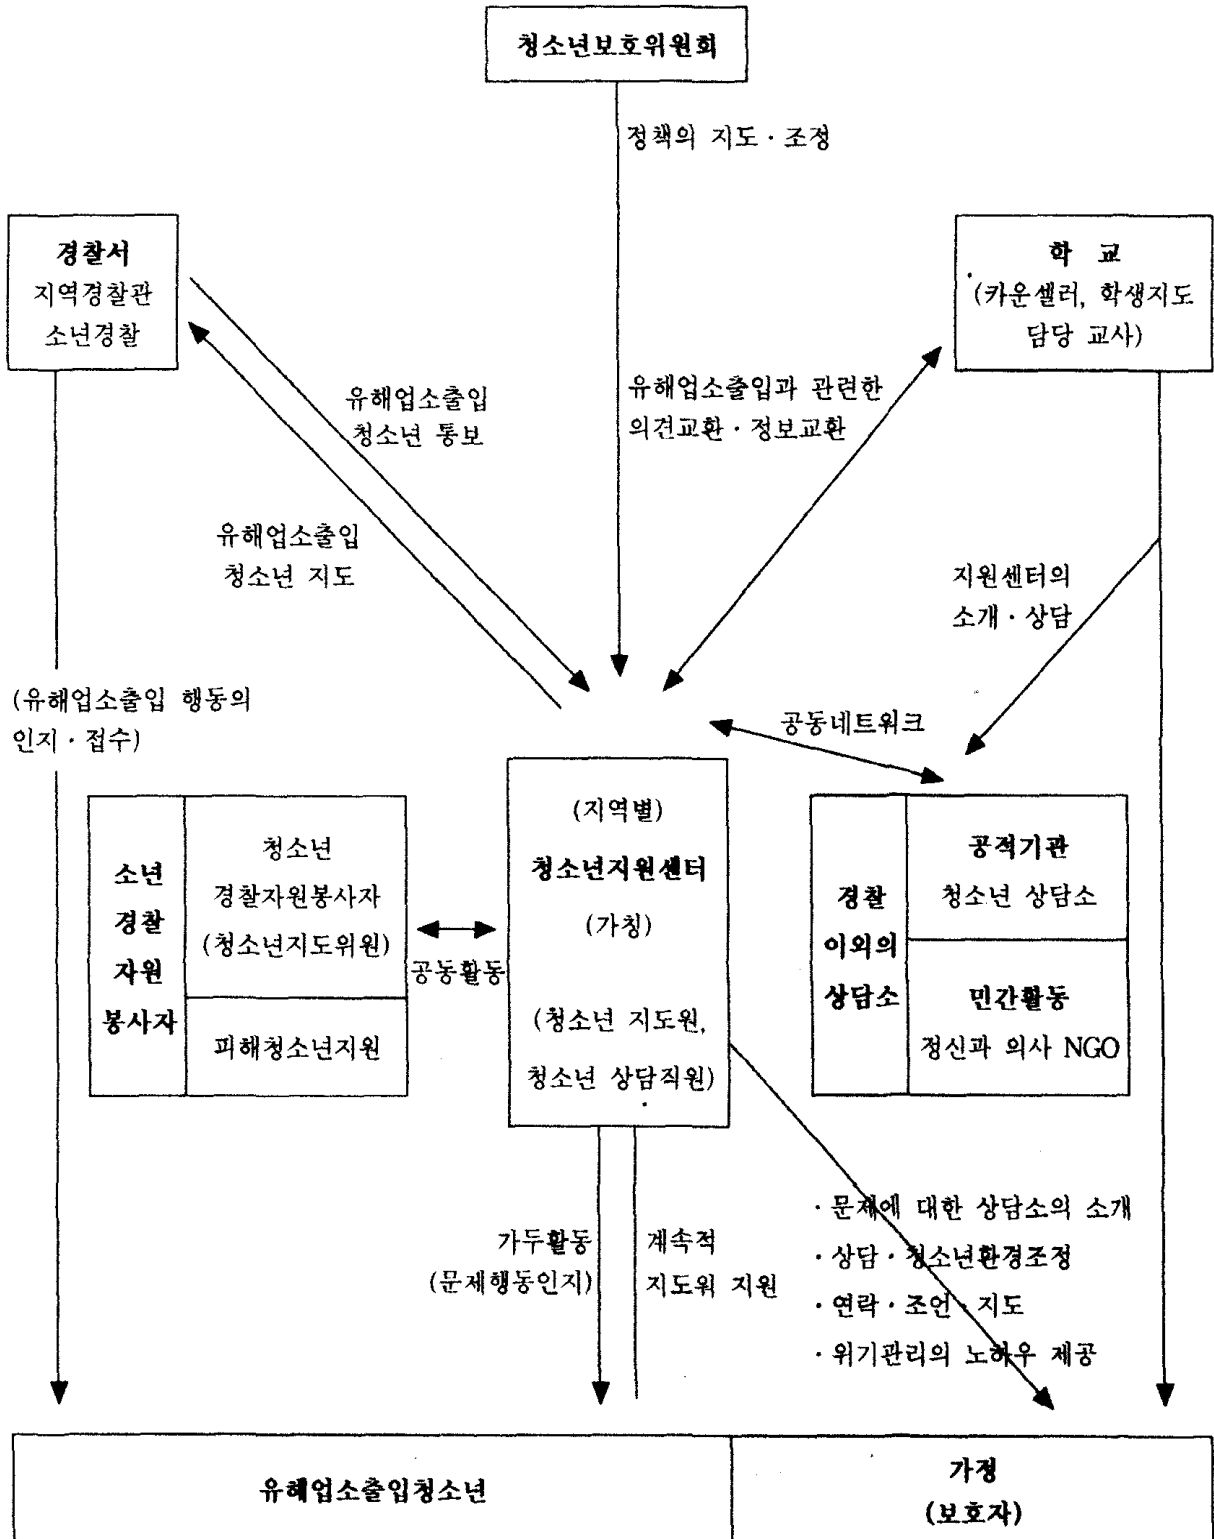 청소년보호위원회
정책의 지도 · 조정
경찰서
지역경찰관
소년경찰
학 교
(카운셀러, 학생지도
담당 교사)
유해업소출입
청소년 통보
유해업소출입과 관련한
의견교환 · 정보교환
유해업소출입
청소년 지도
지원센터의
소개 · 상담
(유해업소출입 행동의
인지 · 접수)
공동네트워크
소년
경찰
자원
봉사자
청소년
경찰자원봉사자
(청소년지도위원)
피해청소년지원
공동활동
(지역별)
청소년지원센터
(가칭)
(청소년 지도원,
청소년 상담직원)
경찰
이외의
상담소
공적기관
청소년 상담소
민간활동
정신과 의사 NGO
가두활동
(문제행동인지)
계속적
지도워 지원
· 문제에 대한 상담소의 소개
· 상담 · 청소년환경조정
· 연락 · 조언 · 지도
· 위기관리의 노하우 제공
유해업소출입청소년
가정
(보호자)